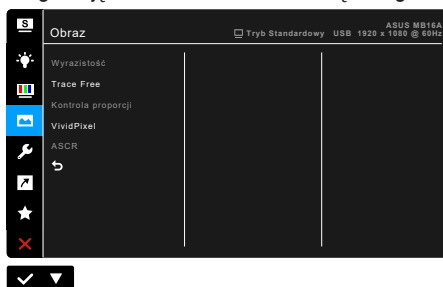 S
Obraz
Tryb Standardowy USB 1920 x 1080 @ 60Hz
ASUS MB16A
Wyrazistość
Trace Free
Kontrola proporcji
VividPixel
ASCR